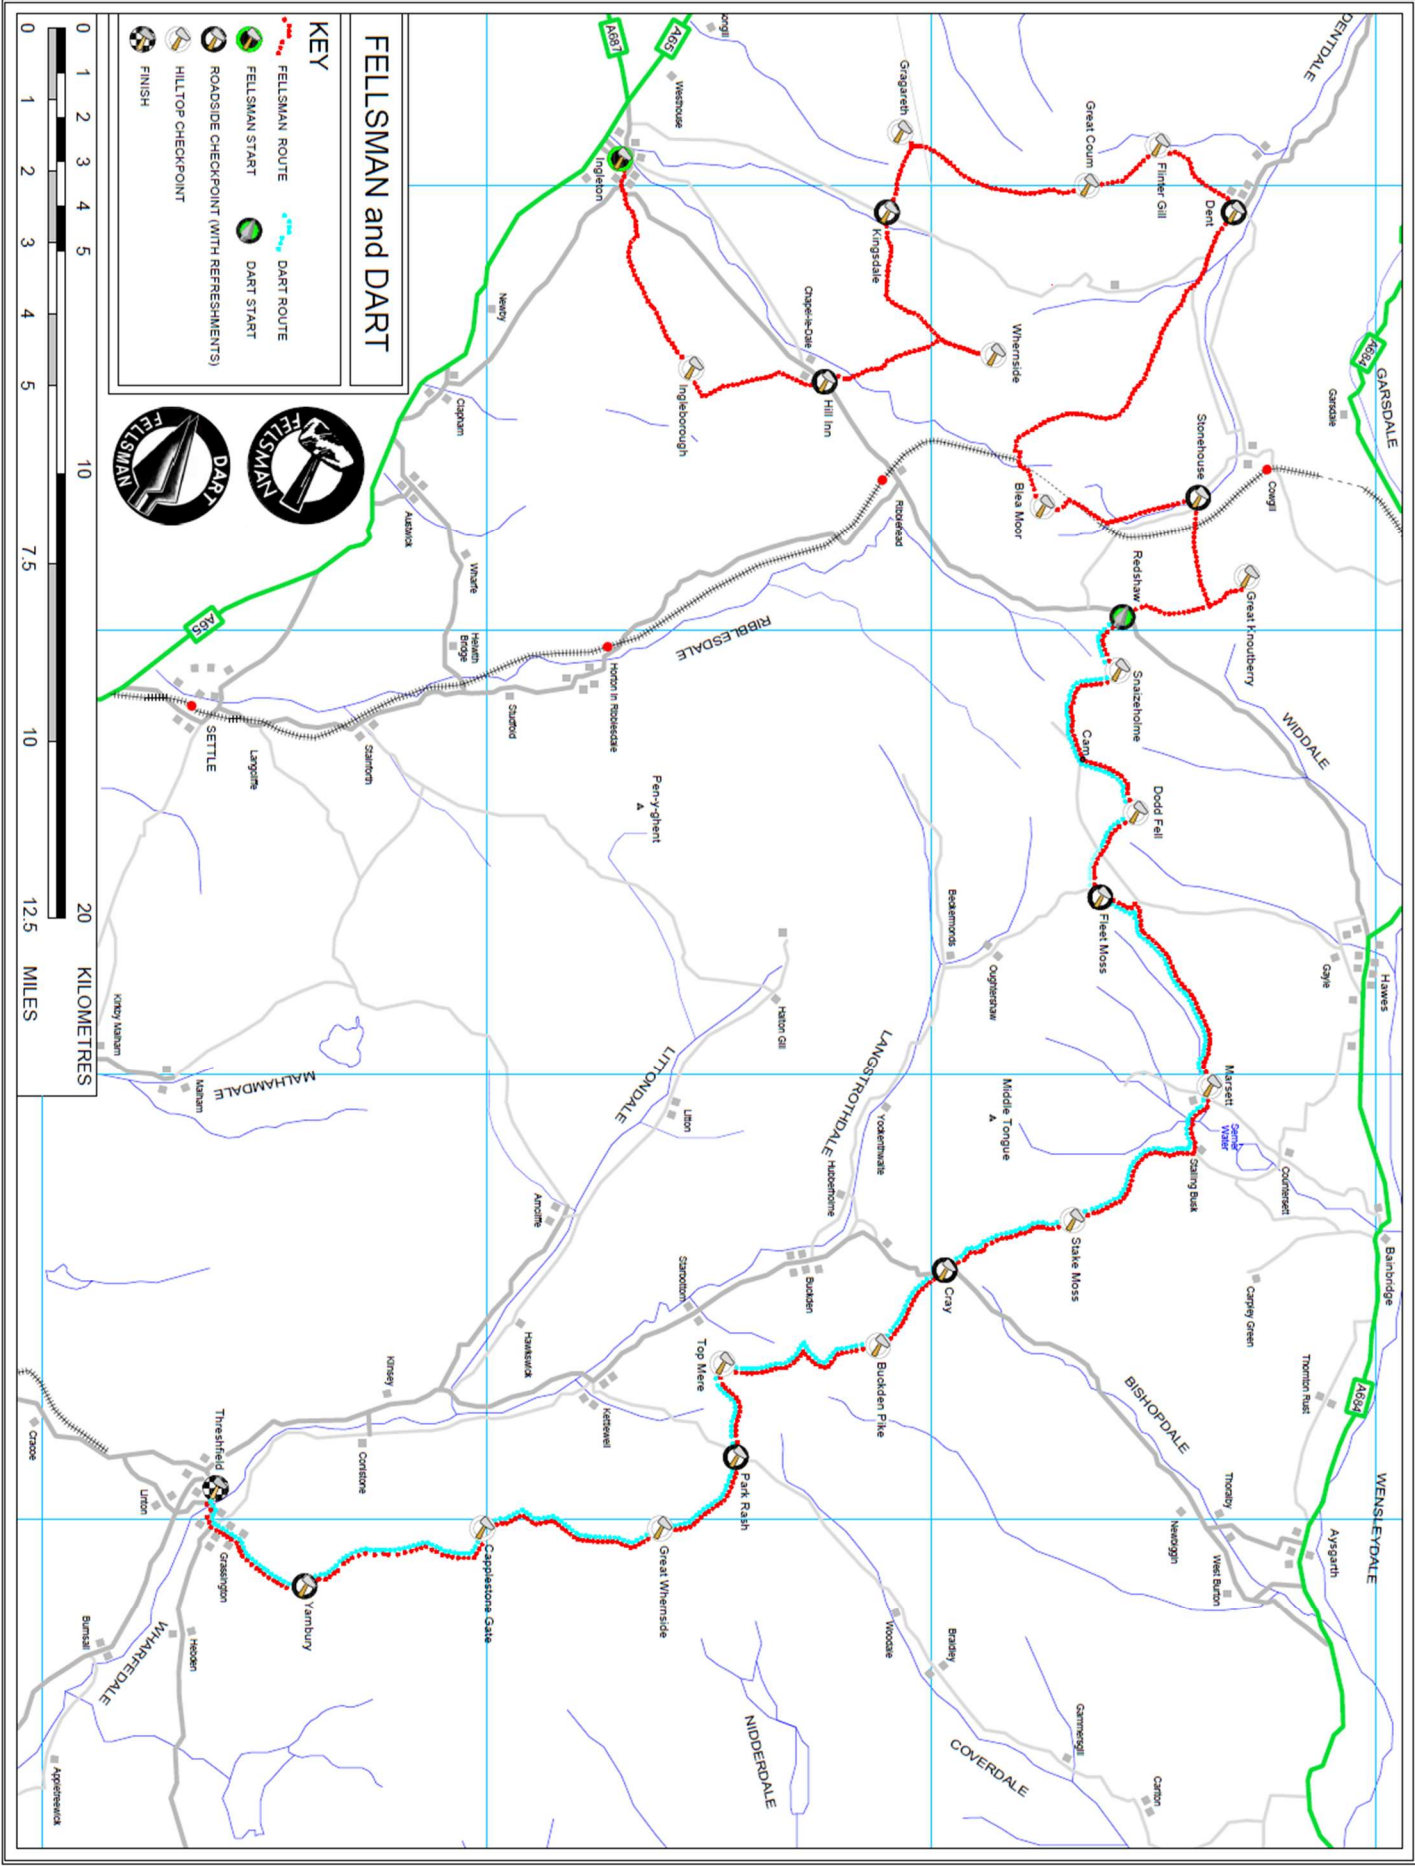 FELLSMAN and DART
KEY
FELLSMAN ROUTE
DART ROUTE
FELLSMAN START
DART START
ROADSIDE CHECKPOINT (WITH REFRESHMENTS)
HILLTOP CHECKPOINT
FINISH
0 1 2 3 4 5 10 20 KILOMETRES
0 1 2 3 4 5 7.5 10 12.5 MILES
FELLSMAN
DART
FELLSMAN
DENTDALE
GARSDALE
A684
Garsdale
Dent
Flinter Gill
Great Coum
Gragareth
Westhouse
A65
A687
Ingleton
Kingsdale
Whernside
Chapel-le-Dale
Hill Inn
Ingleborough
Newby
Clapham
Austwick
Wharfe
Helwith
Bridge
Stonehouse
Cowgill
Blea Moor
Ribblehead
Redshaw
Great Knoutberry
Snaizeholme
WIDDALE
Cam
Dodd Fell
Fleet Moss
RIBBLESDALE
Horton in Ribblesdale
Studfold
Stainforth
Langcliffe
SETTLE
A65
Pen-y-ghent
Hawes
Gayle
Beckermonds
Oughtershaw
Marsett
Semer
Water
Stalling Busk
Countersett
Bainbridge
Carpley Green
Halton Gill
LANGSTROTHDALE
Middle Tongue
Yockenthwaite
Hubberholme
LITTONDALE
Litton
Arncliffe
MALHAMDALE
Malham
Kirkby Malham
Stake Moss
Cray
Buckden
Starbottom
Buckden Pike
Top Mere
Park Rash
Hawkswick
Kettlewell
Kilnsey
Conistone
Threshfield
Cracoe
Linton
Grassington
Yarnbury
Capplestone Gate
Great Whernside
Hebden
Burnsall
WHARFEDALE
Appletreewick
A684
Thornton Rust
BISHOPDALE
WENSLEYDALE
Thoralby
Aysgarth
Newbiggin
West Burton
Woodale
Braidley
NIDDERDALE
COVERDALE
Gammersgill
Carlton